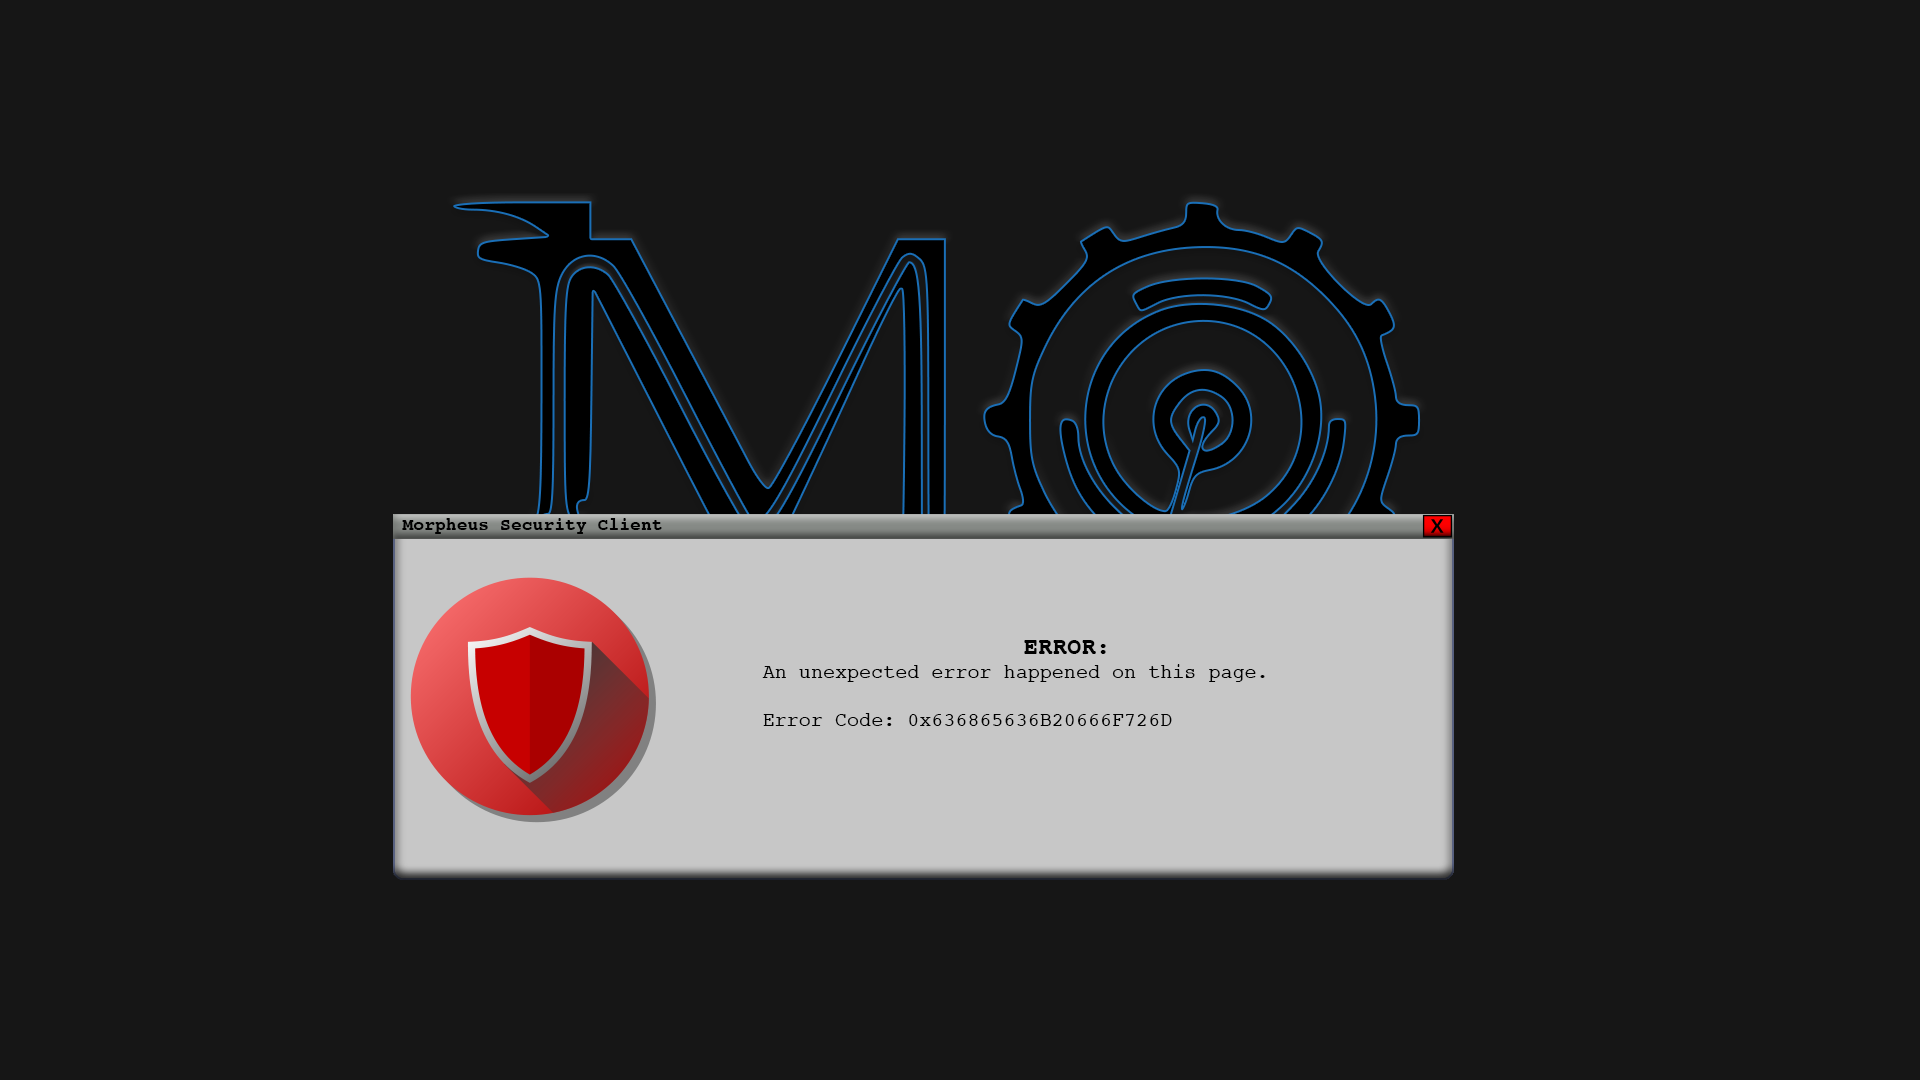 M
Morpheus Security Client
X
ERROR:
An unexpected error happened on this page.
Error Code: 0x636865636B20666F726D